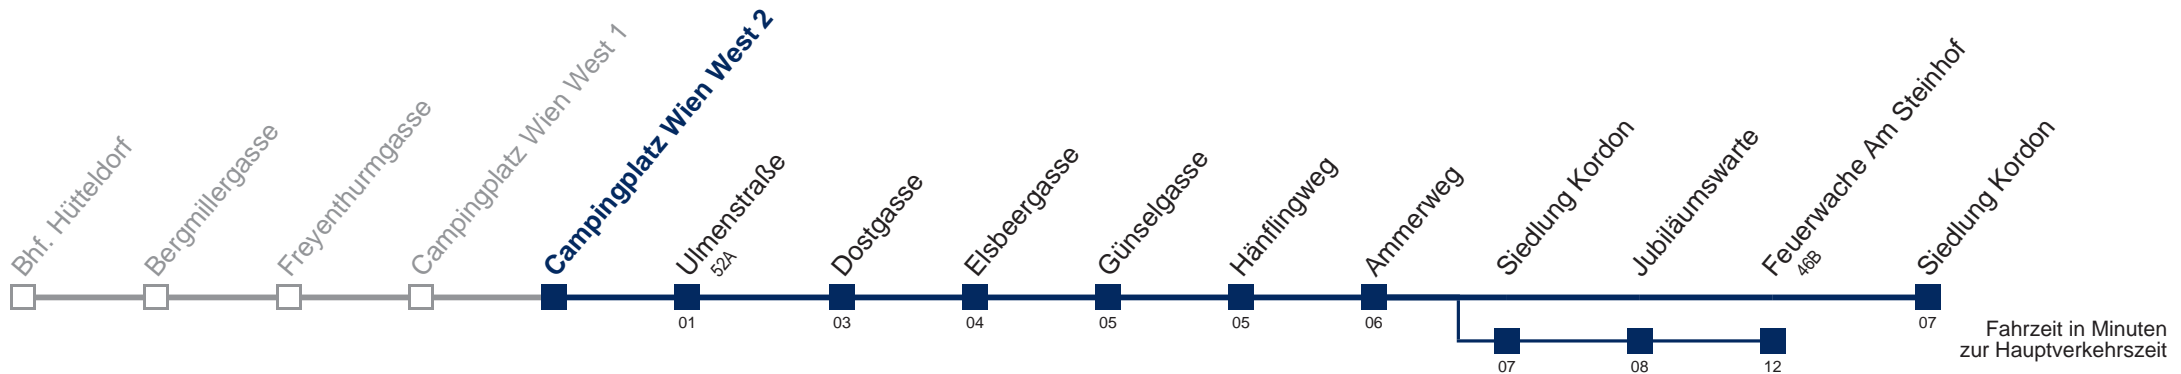 Bhf. Hütteldorf
Bergmillergasse
Freyenthurmgasse
Campingplatz Wien West 1
Campingplatz Wien West 2
Ulmenstraße
52A
Dostgasse
Elsbeergasse
Günselgasse
Hänflingweg
Ammerweg
Siedlung Kordon
Jubiläumswarte
Feuerwache Am Steinhof
46B
Siedlung Kordon
01
03
04
05
05
06
07
07
08
12
Fahrzeit in Minuten
zur Hauptverkehrszeit